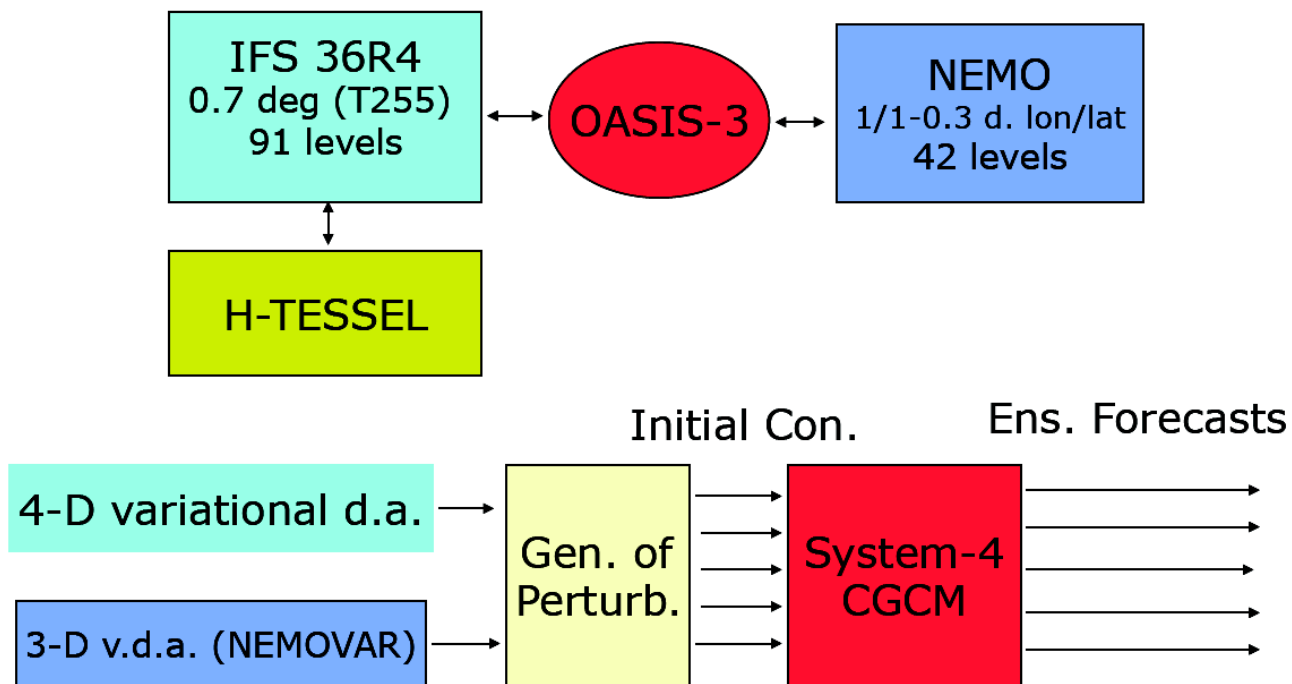 IFS 36R4
0.7 deg (T255)
91 levels
OASIS-3
NEMO
1/1-0.3 d. lon/lat
42 levels
H-TESSEL
Initial Con.
Ens. Forecasts
4-D variational d.a.
Gen. of
Perturb.
System-4
CGCM
3-D v.d.a. (NEMOVAR)